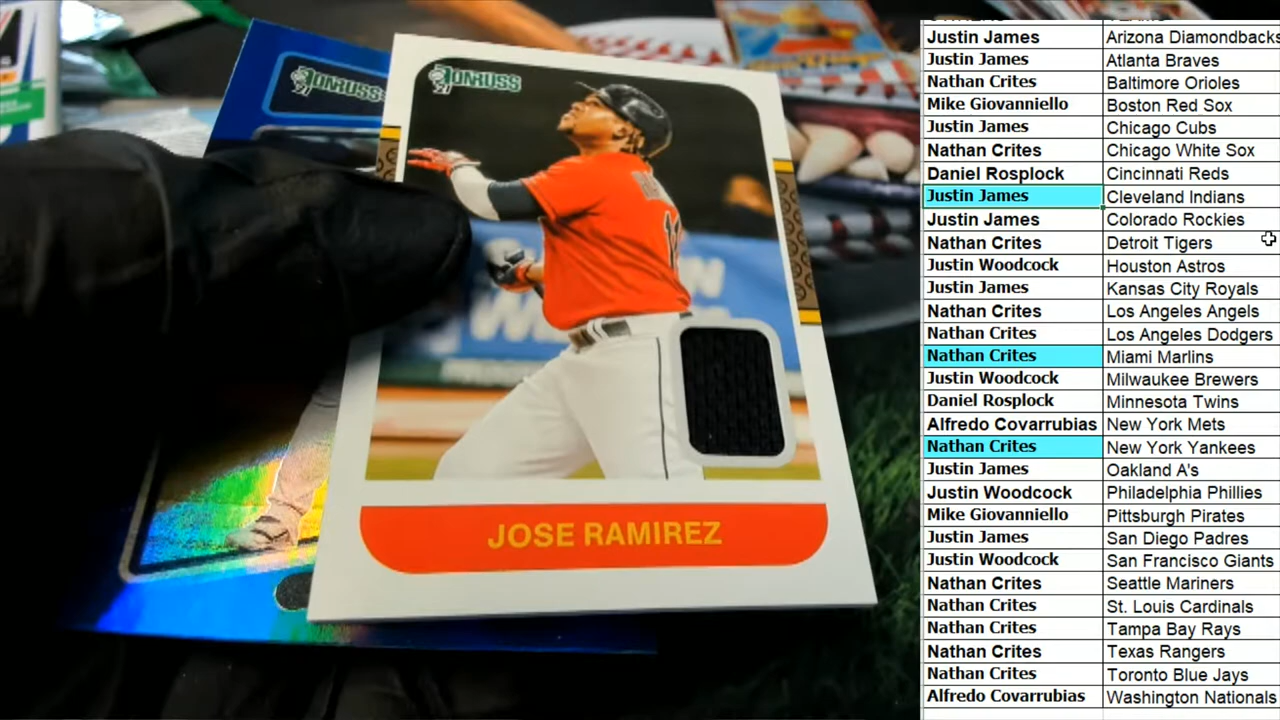 DONRUSS
'21
DONRUSS
'21
JOSE RAMIREZ
Justin James Arizona Diamondbacks
Justin James Atlanta Braves
Nathan Crites Baltimore Orioles
Mike Giovanniello Boston Red Sox
Justin James Chicago Cubs
Nathan Crites Chicago White Sox
Daniel Rosplock Cincinnati Reds
Justin James Cleveland Indians
Justin James Colorado Rockies
Nathan Crites Detroit Tigers
Justin Woodcock Houston Astros
Justin James Kansas City Royals
Nathan Crites Los Angeles Angels
Nathan Crites Los Angeles Dodgers
Nathan Crites Miami Marlins
Justin Woodcock Milwaukee Brewers
Daniel Rosplock Minnesota Twins
Alfredo Covarrubias New York Mets
Nathan Crites New York Yankees
Justin James Oakland A's
Justin Woodcock Philadelphia Phillies
Mike Giovanniello Pittsburgh Pirates
Justin James San Diego Padres
Justin Woodcock San Francisco Giants
Nathan Crites Seattle Mariners
Nathan Crites St. Louis Cardinals
Nathan Crites Tampa Bay Rays
Nathan Crites Texas Rangers
Nathan Crites Toronto Blue Jays
Alfredo Covarrubias Washington Nationals